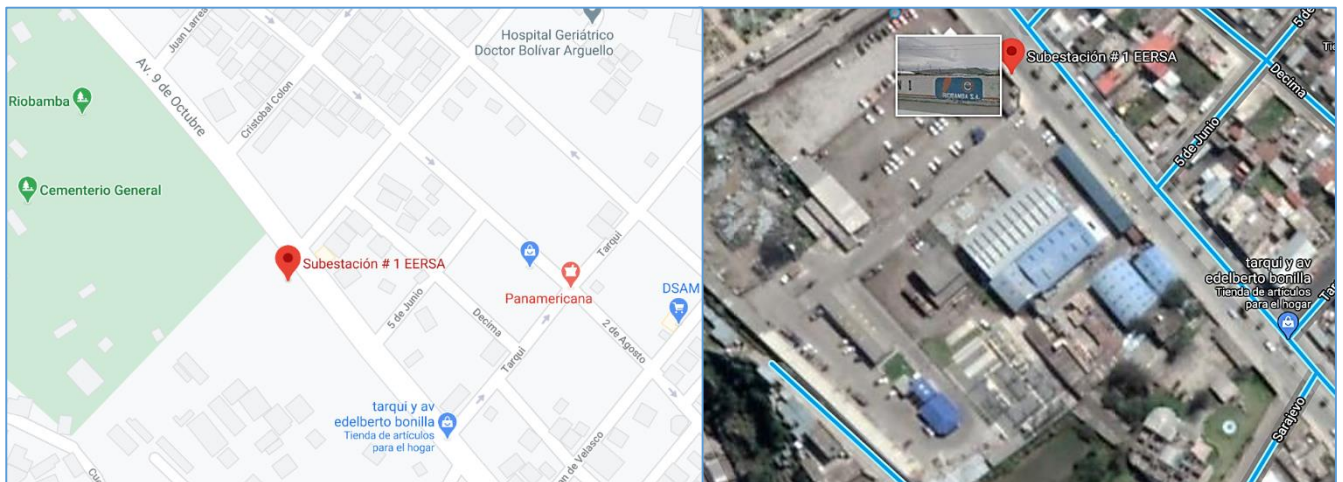 Juan Larrea
Hospital Geriátrico
Doctor Bolívar Arguello
Av. 9 de Octubre
Riobamba
Cristobal Colon
Cementerio General
Subestación # 1 EERSA
Tarqui
Panamericana
DSAM
5 de Junio
Decima
2 de Agosto
Tarqui
tarqui y av
edelberto bonilla
Tienda de artículos
para el hogar
5 de
Subestación # 1 EERSA
RIOBAMBA S.A.
Decima
5 de Junio
tarqui y av
edelberto bonilla
Tienda de artículos
para el hogar
Sarajevo